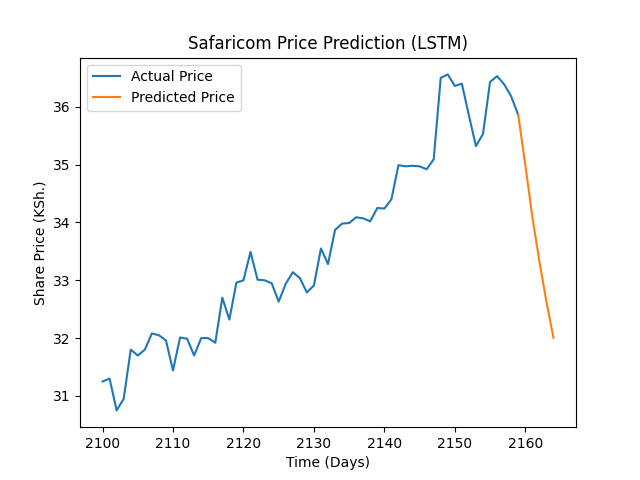 Safaricom Price Prediction (LSTM)
Actual Price
Predicted Price
36
35
34
33
32
31
Share Price (KSh.)
2100 2110 2120 2130 2140 2150 2160
Time (Days)